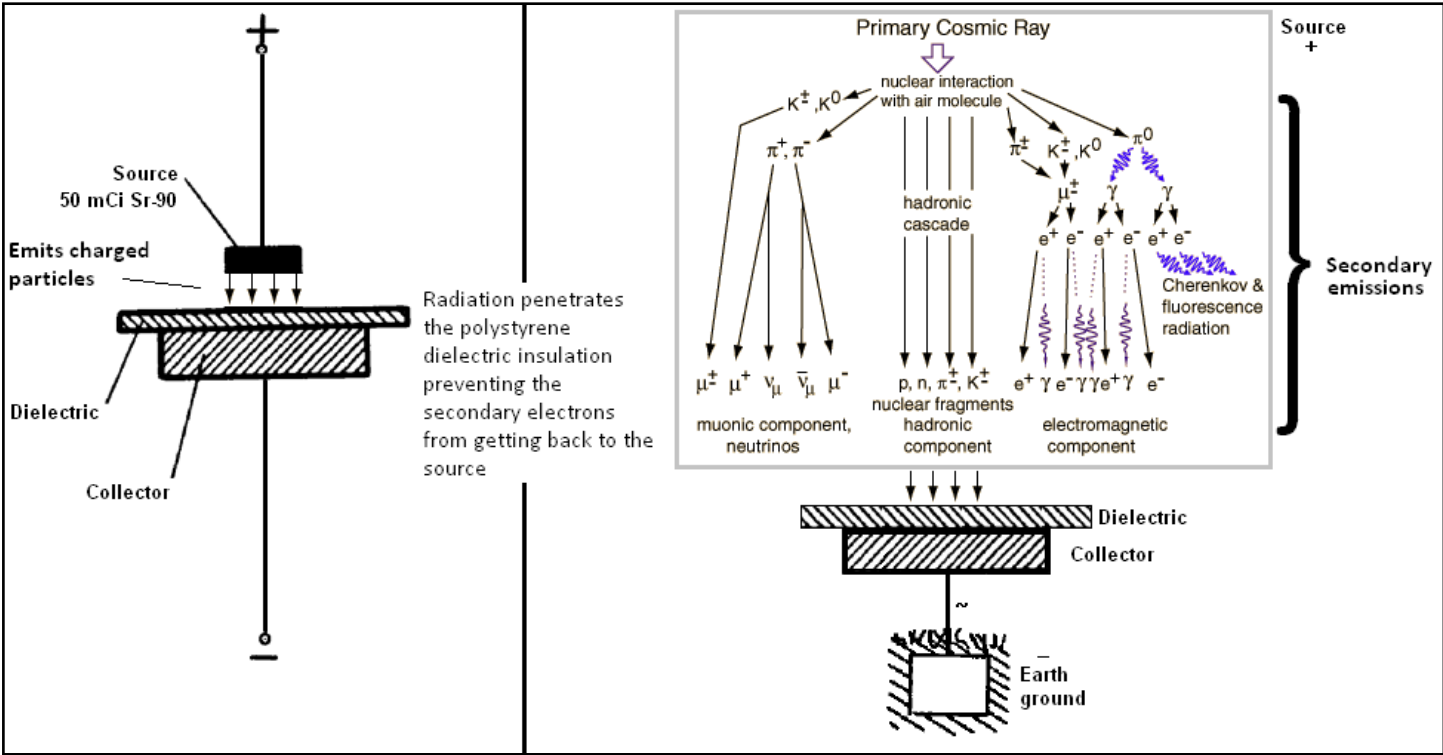 +
Source
50 mCi Sr-90
Emits charged
particles
Dielectric
Collector
−
Radiation penetrates
the polystyrene
dielectric insulation
preventing the
secondary electrons
from getting back to the
source
Primary Cosmic Ray
nuclear interaction
with air molecule
K±, K⁰
π⁺, π⁻
π±
K±, K⁰
π⁰
μ±
γ
γ
hadronic
cascade
e⁺ e⁻ e⁺ e⁻ e⁺ e⁻
Cherenkov &
fluorescence
radiation
μ± μ⁺ νμ ν̄μ μ⁻
p, n, π±, K±
e⁺ γ e⁻ γ γ e⁺ γ e⁻
muonic component,
neutrinos
nuclear fragments
hadronic
component
electromagnetic
component
Source
+
Secondary
emissions
Dielectric
Collector
~
−
Earth
ground